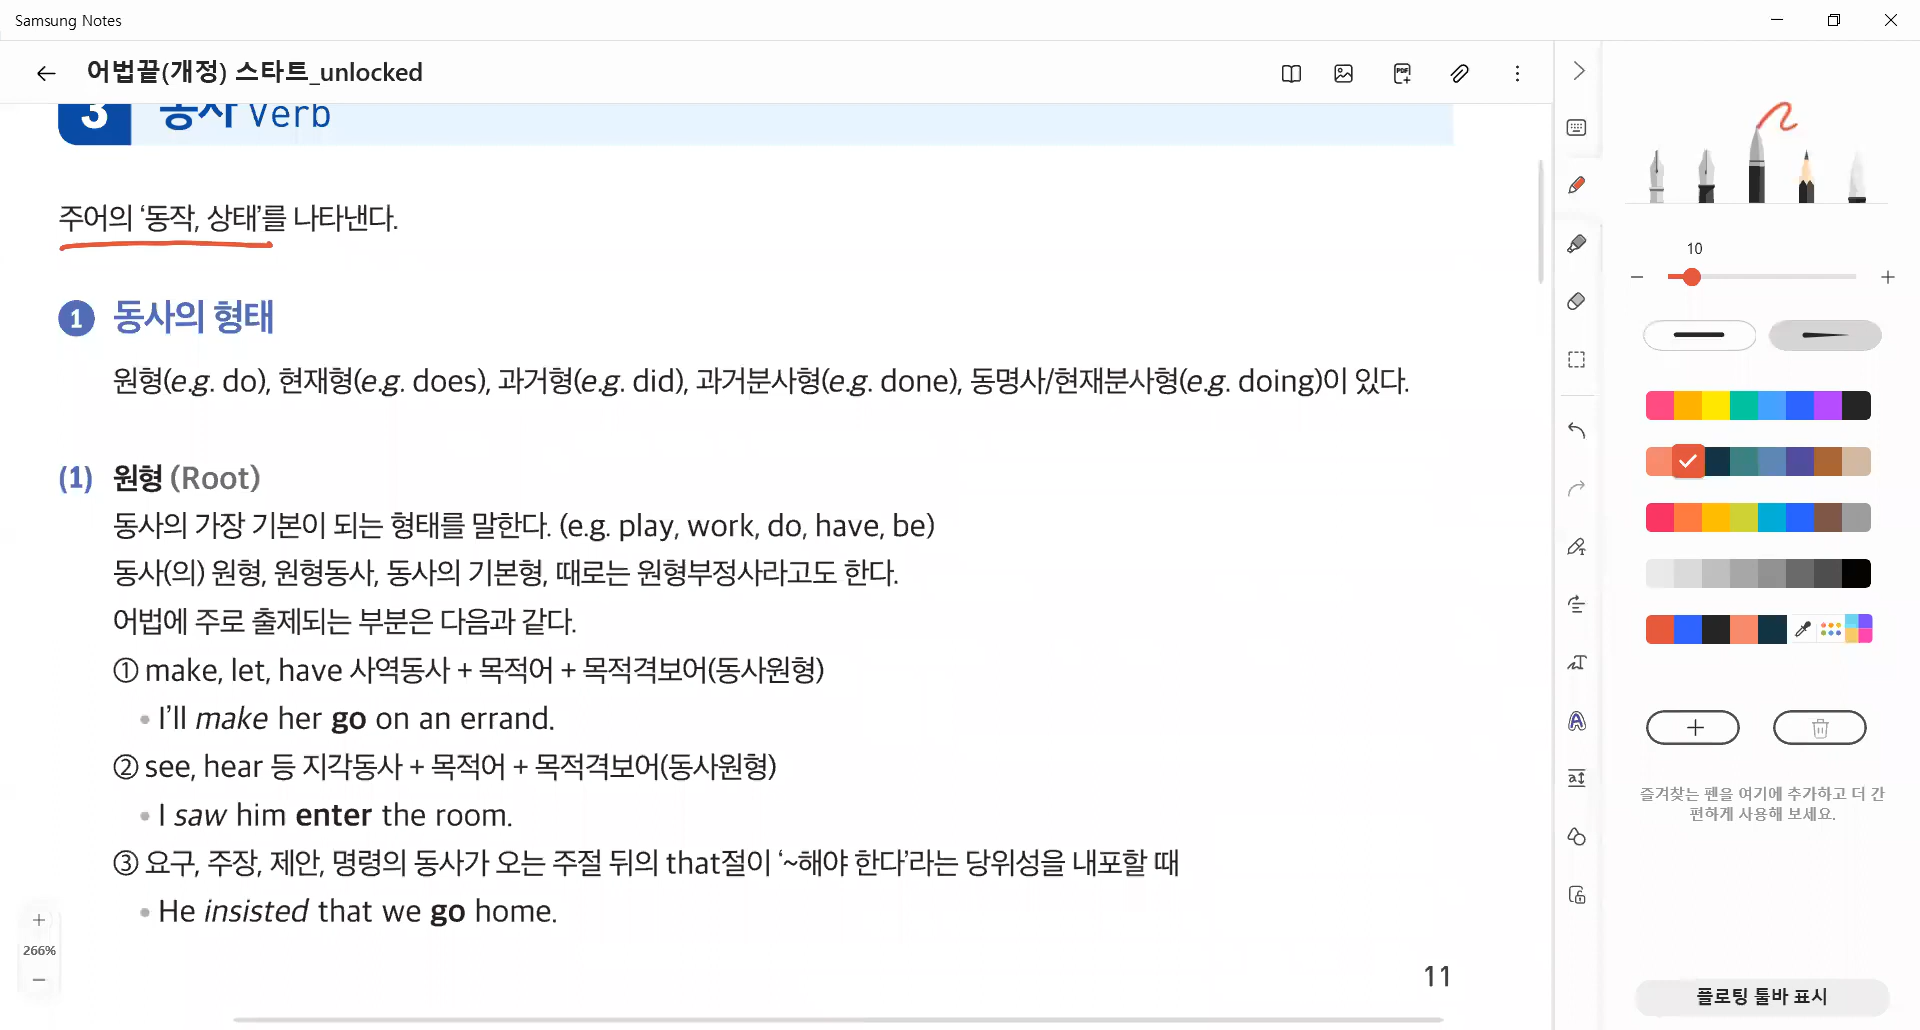 Samsung Notes
어법끝(개정) 스타트_unlocked
3 동사 Verb
주어의 ‘동작, 상태’를 나타낸다.
1 동사의 형태
원형(e.g. do), 현재형(e.g. does), 과거형(e.g. did), 과거분사형(e.g. done), 동명사/현재분사형(e.g. doing)이 있다.
(1) 원형 (Root)
동사의 가장 기본이 되는 형태를 말한다. (e.g. play, work, do, have, be)
동사(의) 원형, 원형동사, 동사의 기본형, 때로는 원형부정사라고도 한다.
어법에 주로 출제되는 부분은 다음과 같다.
① make, let, have 사역동사 + 목적어 + 목적격보어(동사원형)
• I’ll make her go on an errand.
② see, hear 등 지각동사 + 목적어 + 목적격보어(동사원형)
• I saw him enter the room.
③ 요구, 주장, 제안, 명령의 동사가 오는 주절 뒤의 that절이 ‘~해야 한다’라는 당위성을 내포할 때
• He insisted that we go home.
11
266%
10
즐겨찾는 펜을 여기에 추가하고 더 간
편하게 사용해 보세요.
플로팅 툴바 표시